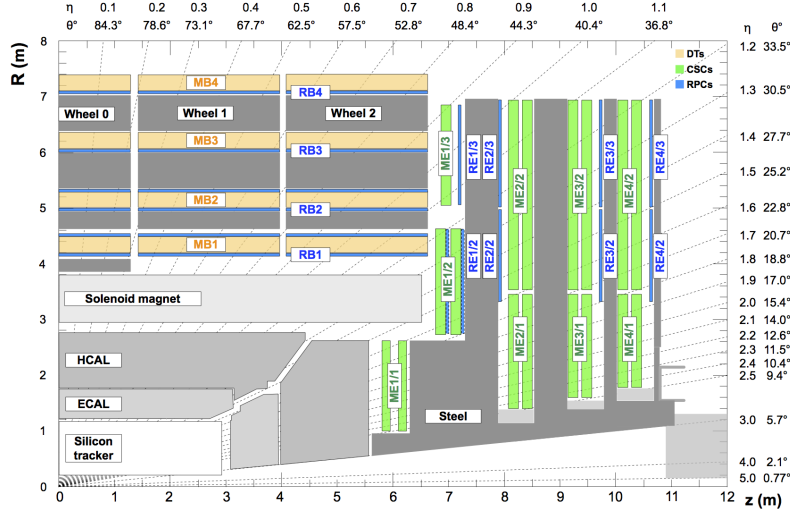 η 0.1 0.2 0.3 0.4 0.5 0.6 0.7 0.8 0.9 1.0 1.1
θ° 84.3° 78.6° 73.1° 67.7° 62.5° 57.5° 52.8° 48.4° 44.3° 40.4° 36.8° η θ°
R (m)
8
7
6
5
4
3
2
1
0
1.2 33.5°
1.3 30.5°
1.4 27.7°
1.5 25.2°
1.6 22.8°
1.7 20.7°
1.8 18.8°
1.9 17.0°
2.0 15.4°
2.1 14.0°
2.2 12.6°
2.3 11.5°
2.4 10.4°
2.5 9.4°
3.0 5.7°
4.0 2.1°
5.0 0.77°
DTs
CSCs
RPCs
MB4
RB4
Wheel 0 Wheel 1 Wheel 2
MB3
RB3
MB2
RB2
MB1
RB1
Solenoid magnet
HCAL
ECAL
Silicon
tracker
Steel
ME1/3
RE1/3
RE2/3
ME2/2
ME3/2
RE3/3
ME4/2
RE4/3
ME1/2
RE1/2
RE2/2
RE3/2
RE4/2
ME1/1
ME2/1
ME3/1
ME4/1
0 1 2 3 4 5 6 7 8 9 10 11 12
z (m)